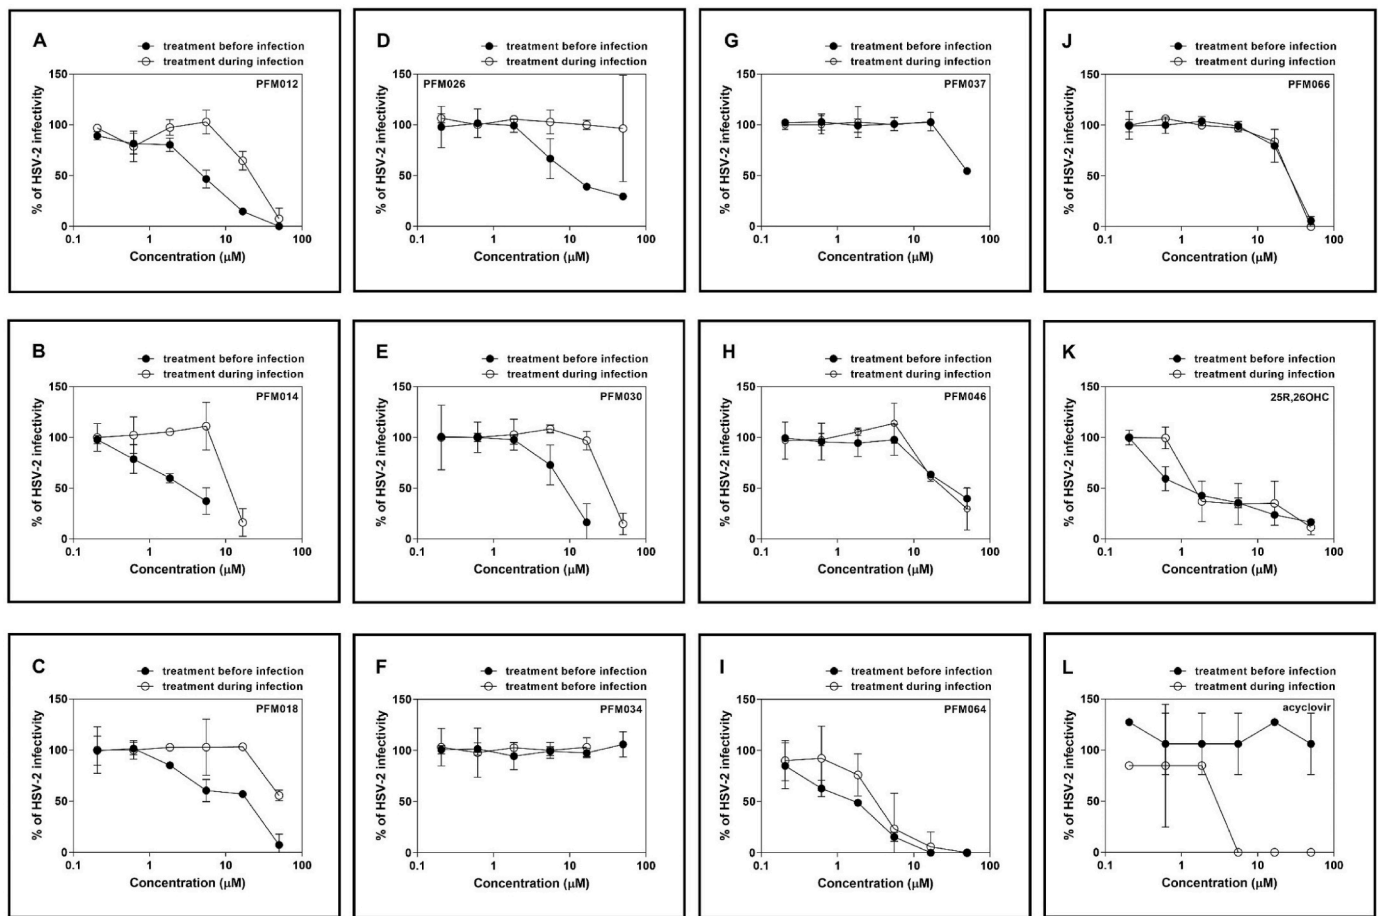 A
treatment before infection
treatment during infection
PFM012
% of HSV-2 infectivity
150
100
50
0
0.1 1 10 100
Concentration (μM)
D
treatment before infection
treatment during infection
PFM026
% of HSV-2 infectivity
150
100
50
0
0.1 1 10 100
Concentration (μM)
G
treatment before infection
treatment during infection
PFM037
% of HSV-2 infectivity
150
100
50
0
0.1 1 10 100
Concentration (μM)
J
treatment before infection
treatment during infection
PFM066
% of HSV-2 infectivity
150
100
50
0
0.1 1 10 100
Concentration (μM)
B
treatment before infection
treatment during infection
PFM014
% of HSV-2 infectivity
150
100
50
0
0.1 1 10 100
Concentration (μM)
E
treatment before infection
treatment during infection
PFM030
% of HSV-2 infectivity
150
100
50
0
0.1 1 10 100
Concentration (μM)
H
treatment before infection
treatment during infection
PFM046
% of HSV-2 infectivity
150
100
50
0
0.1 1 10 100
Concentration (μM)
K
treatment before infection
treatment during infection
25R,26OHC
% of HSV-2 infectivity
150
100
50
0
0.1 1 10 100
Concentration (μM)
C
treatment before infection
treatment during infection
PFM018
% of HSV-2 infectivity
150
100
50
0
0.1 1 10 100
Concentration (μM)
F
treatment before infection
treatment before infection
PFM034
% of HSV-2 infectivity
150
100
50
0
0.1 1 10 100
Concentration (μM)
I
treatment before infection
treatment during infection
PFM064
% of HSV-2 infectivity
150
100
50
0
0.1 1 10 100
Concentration (μM)
L
treatment before infection
treatment during infection
acyclovir
% of HSV-2 infectivity
150
100
50
0
0.1 1 10 100
Concentration (μM)